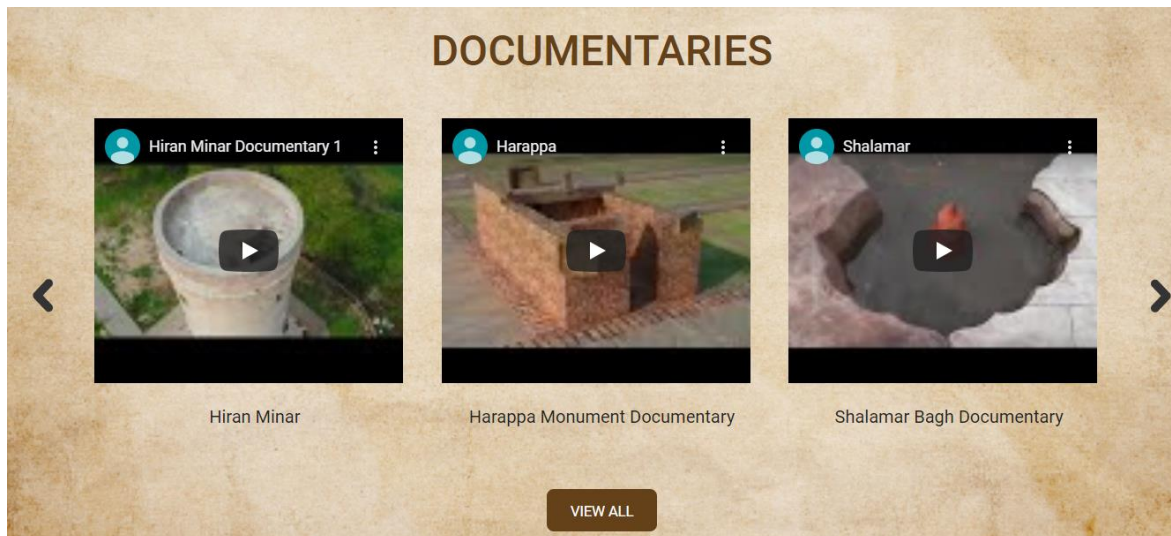 DOCUMENTARIES
Hiran Minar Documentary 1
Harappa
Shalamar
Hiran Minar
Harappa Monument Documentary
Shalamar Bagh Documentary
VIEW ALL